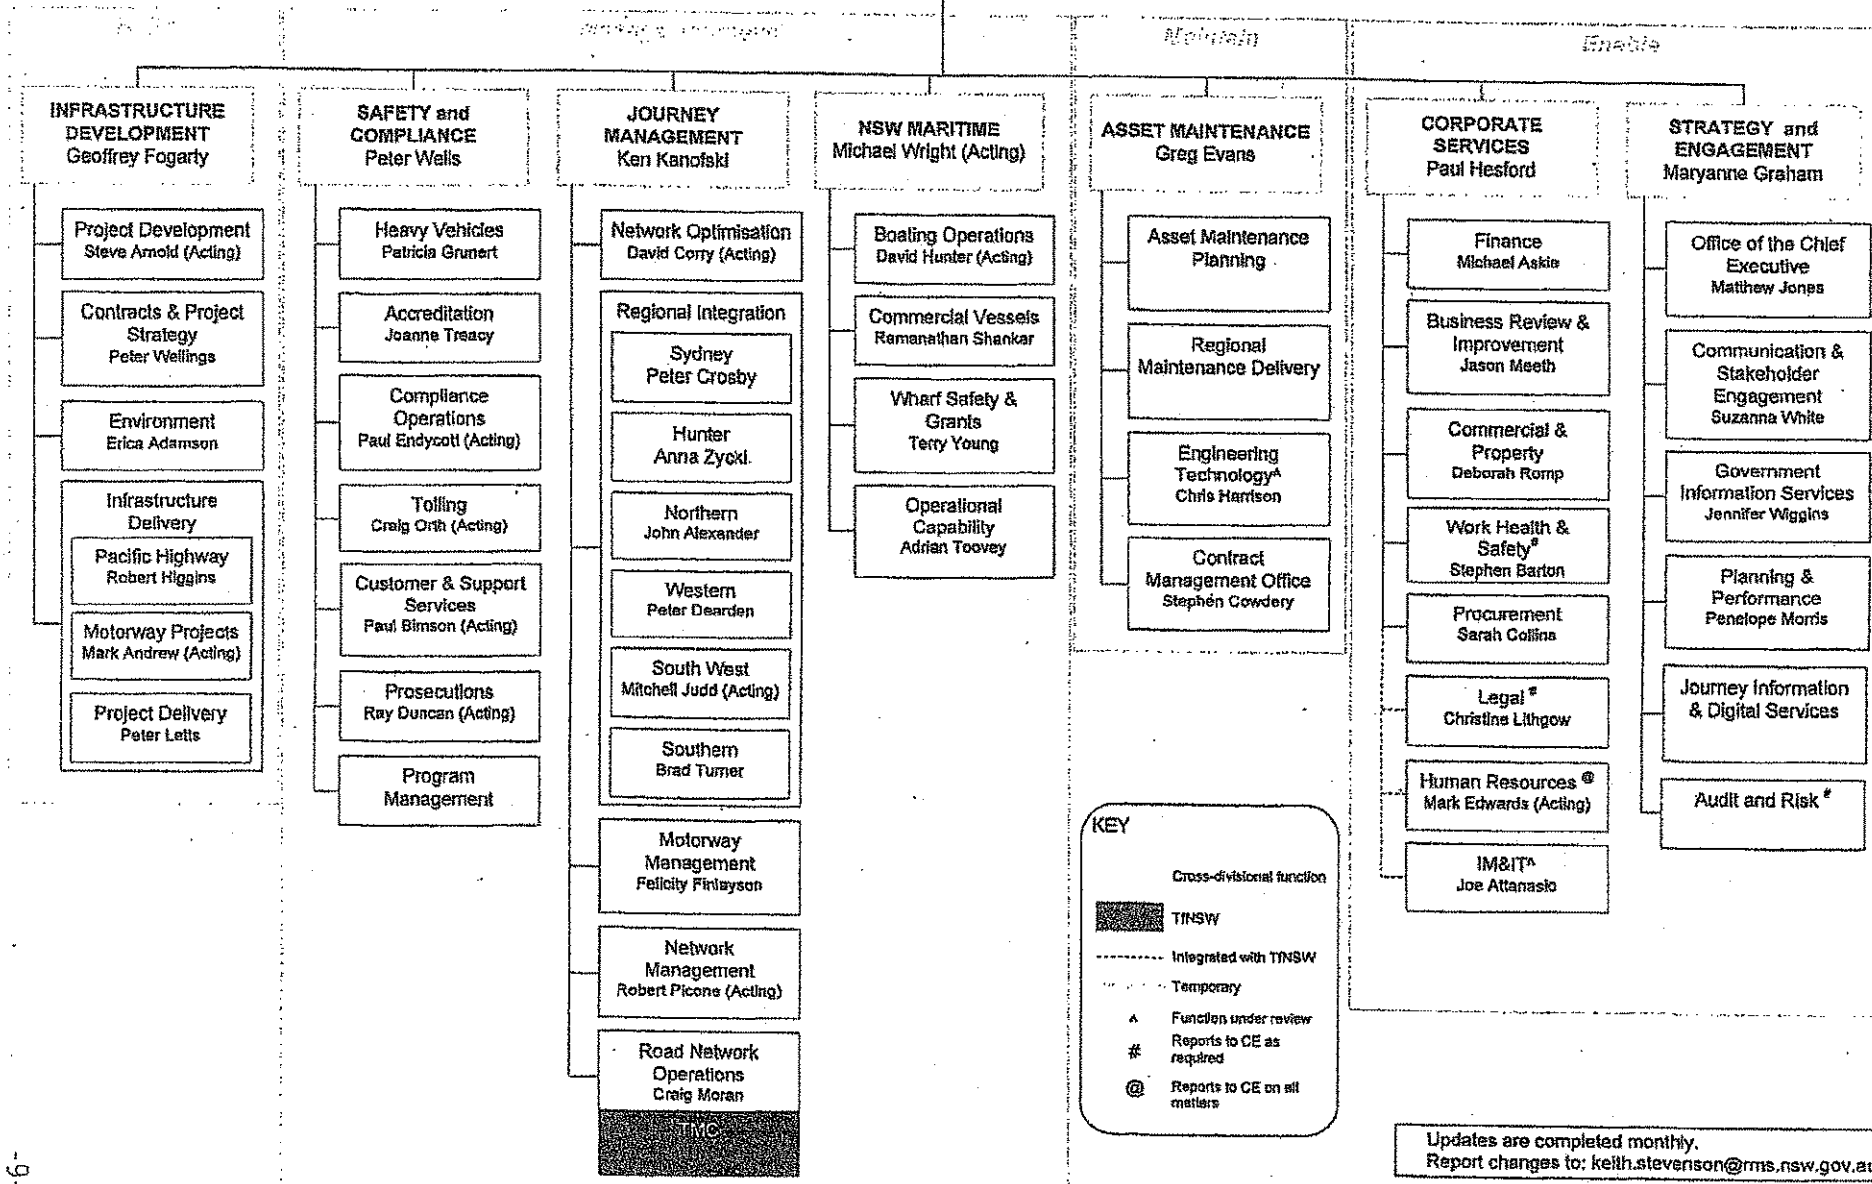 Maintain
Enable
INFRASTRUCTURE
DEVELOPMENT
Geoffrey Fogarty
Project Development
Steve Arnold (Acting)
Contracts & Project
Strategy
Peter Wellings
Environment
Erica Adamson
Infrastructure
Delivery
Pacific Highway
Robert Higgins
Motorway Projects
Mark Andrew (Acting)
Project Delivery
Peter Letts
SAFETY and
COMPLIANCE
Peter Wells
Heavy Vehicles
Patricia Grunert
Accreditation
Joanne Treacy
Compliance
Operations
Paul Endycott (Acting)
Tolling
Craig Orth (Acting)
Customer & Support
Services
Paul Bimson (Acting)
Prosecutions
Ray Duncan (Acting)
Program
Management
JOURNEY
MANAGEMENT
Ken Kanofski
Network Optimisation
David Corry (Acting)
Regional Integration
Sydney
Peter Crosby
Hunter
Anna Zycki
Northern
John Alexander
Western
Peter Dearden
South West
Mitchell Judd (Acting)
Southern
Brad Turner
Motorway
Management
Felicity Finlayson
Network
Management
Robert Picone (Acting)
Road Network
Operations
Craig Moran
TMC
NSW MARITIME
Michael Wright (Acting)
Boating Operations
David Hunter (Acting)
Commercial Vessels
Ramanathan Shankar
Wharf Safety &
Grants
Terry Young
Operational
Capability
Adrian Toovey
ASSET MAINTENANCE
Greg Evans
Asset Maintenance
Planning
Regional
Maintenance Delivery
Engineering
Technology^
Chris Harrison
Contract
Management Office
Stephen Cowdery
CORPORATE
SERVICES
Paul Hesford
Finance
Michael Askie
Business Review &
Improvement
Jason Meeth
Commercial &
Property
Deborah Romp
Work Health &
Safety#
Stephen Barton
Procurement
Sarah Collins
Legal #
Christine Lithgow
Human Resources @
Mark Edwards (Acting)
IM&IT^
Joe Attanasio
STRATEGY and
ENGAGEMENT
Maryanne Graham
Office of the Chief
Executive
Matthew Jones
Communication &
Stakeholder
Engagement
Suzanna White
Government
Information Services
Jennifer Wiggins
Planning &
Performance
Penelope Morris
Journey Information
& Digital Services
Audit and Risk #
KEY
Cross-divisional function
TfNSW
Integrated with TfNSW
Temporary
^ Function under review
# Reports to CE as
required
@ Reports to CE on all
matters
Updates are completed monthly.
Report changes to: keith.stevenson@rms.nsw.gov.au
-6-